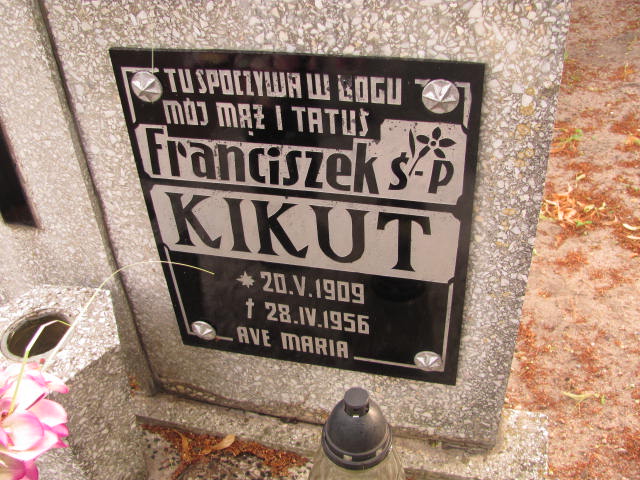 TU SPOCZYWA W BOGU
MÓJ MĄŻ I TATUŚ
Franciszek Ś-P
KIKUT
* 20.V.1909
† 28.IV.1956
AVE MARIA